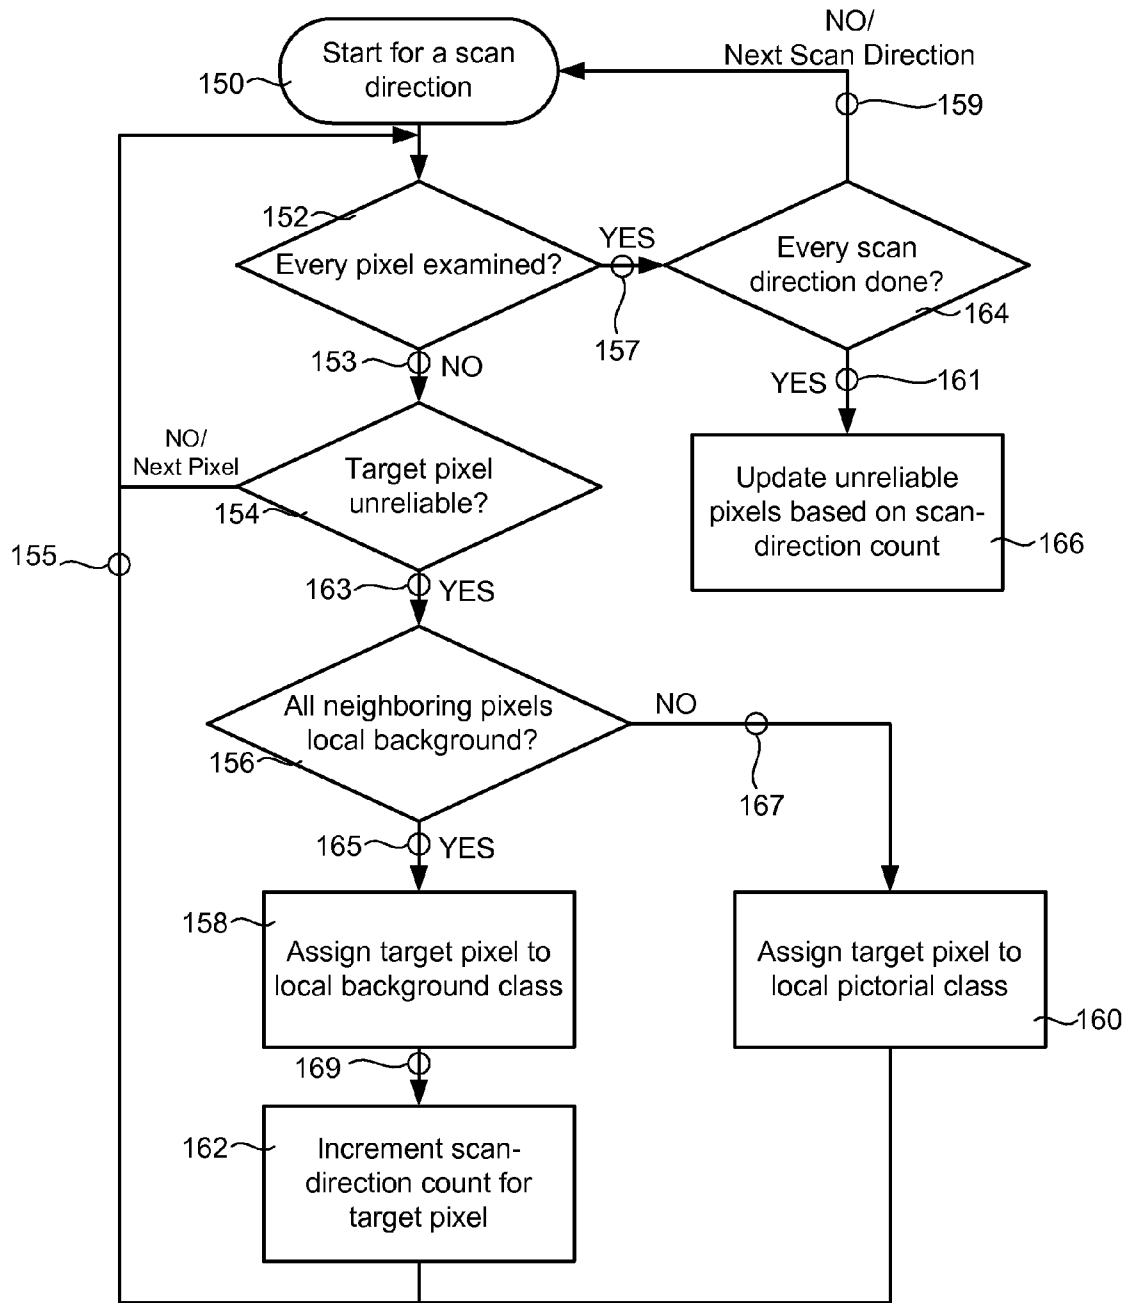 NO/
Next Scan Direction
Start for a scan
direction
150
159
152
Every pixel examined?
YES
157
Every scan
direction done?
164
153
NO
YES
161
NO/
Next Pixel
Target pixel
unreliable?
154
Update unreliable
pixels based on scan-
direction count
166
155
163
YES
All neighboring pixels
local background?
156
NO
167
165
YES
158
Assign target pixel to
local background class
Assign target pixel to
local pictorial class
160
169
162
Increment scan-
direction count for
target pixel